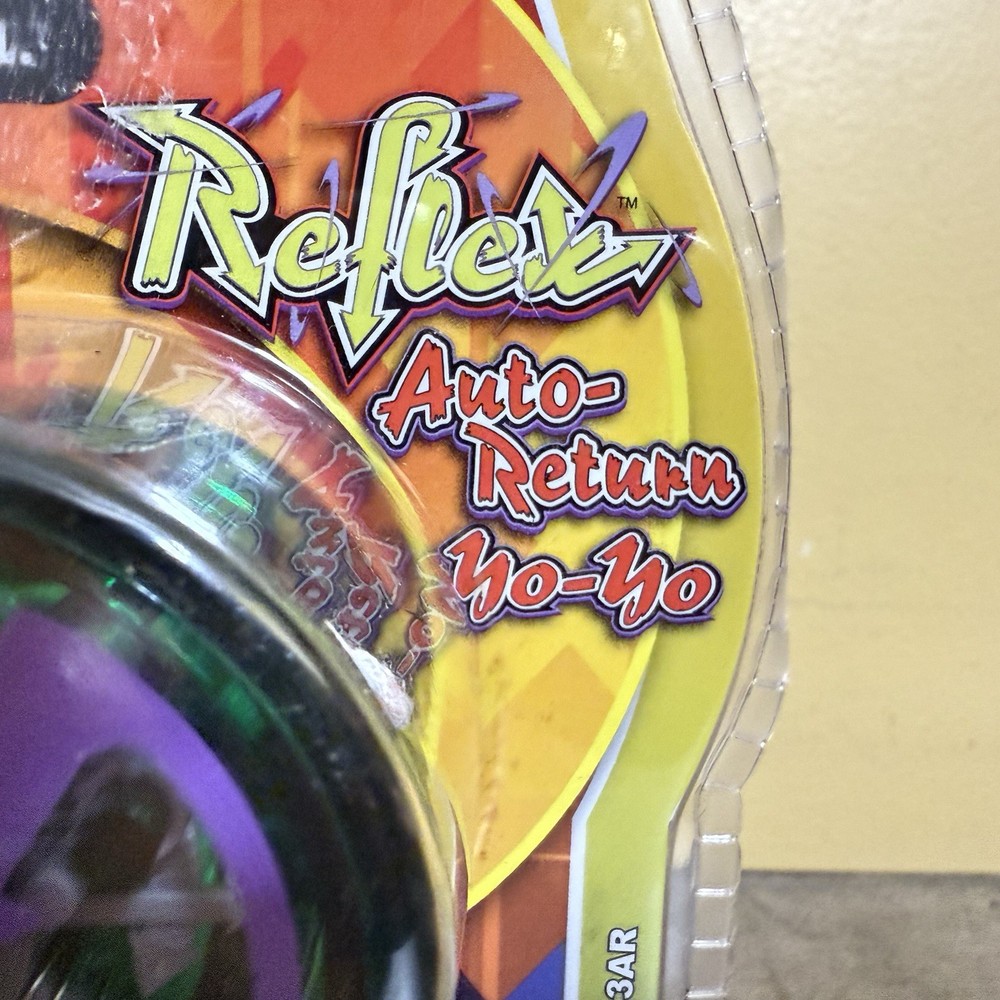 Reflex™
Auto-
Return
Yo-Yo
3AR